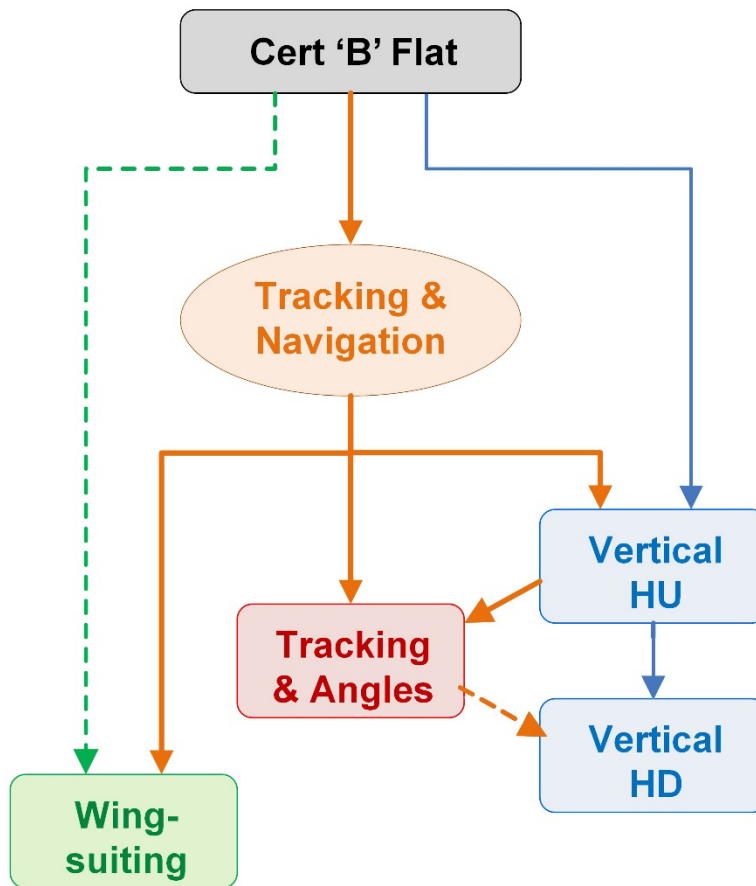 Cert ‘B’ Flat
Tracking &
Navigation
Vertical
HU
Tracking
& Angles
Vertical
HD
Wing-
suiting